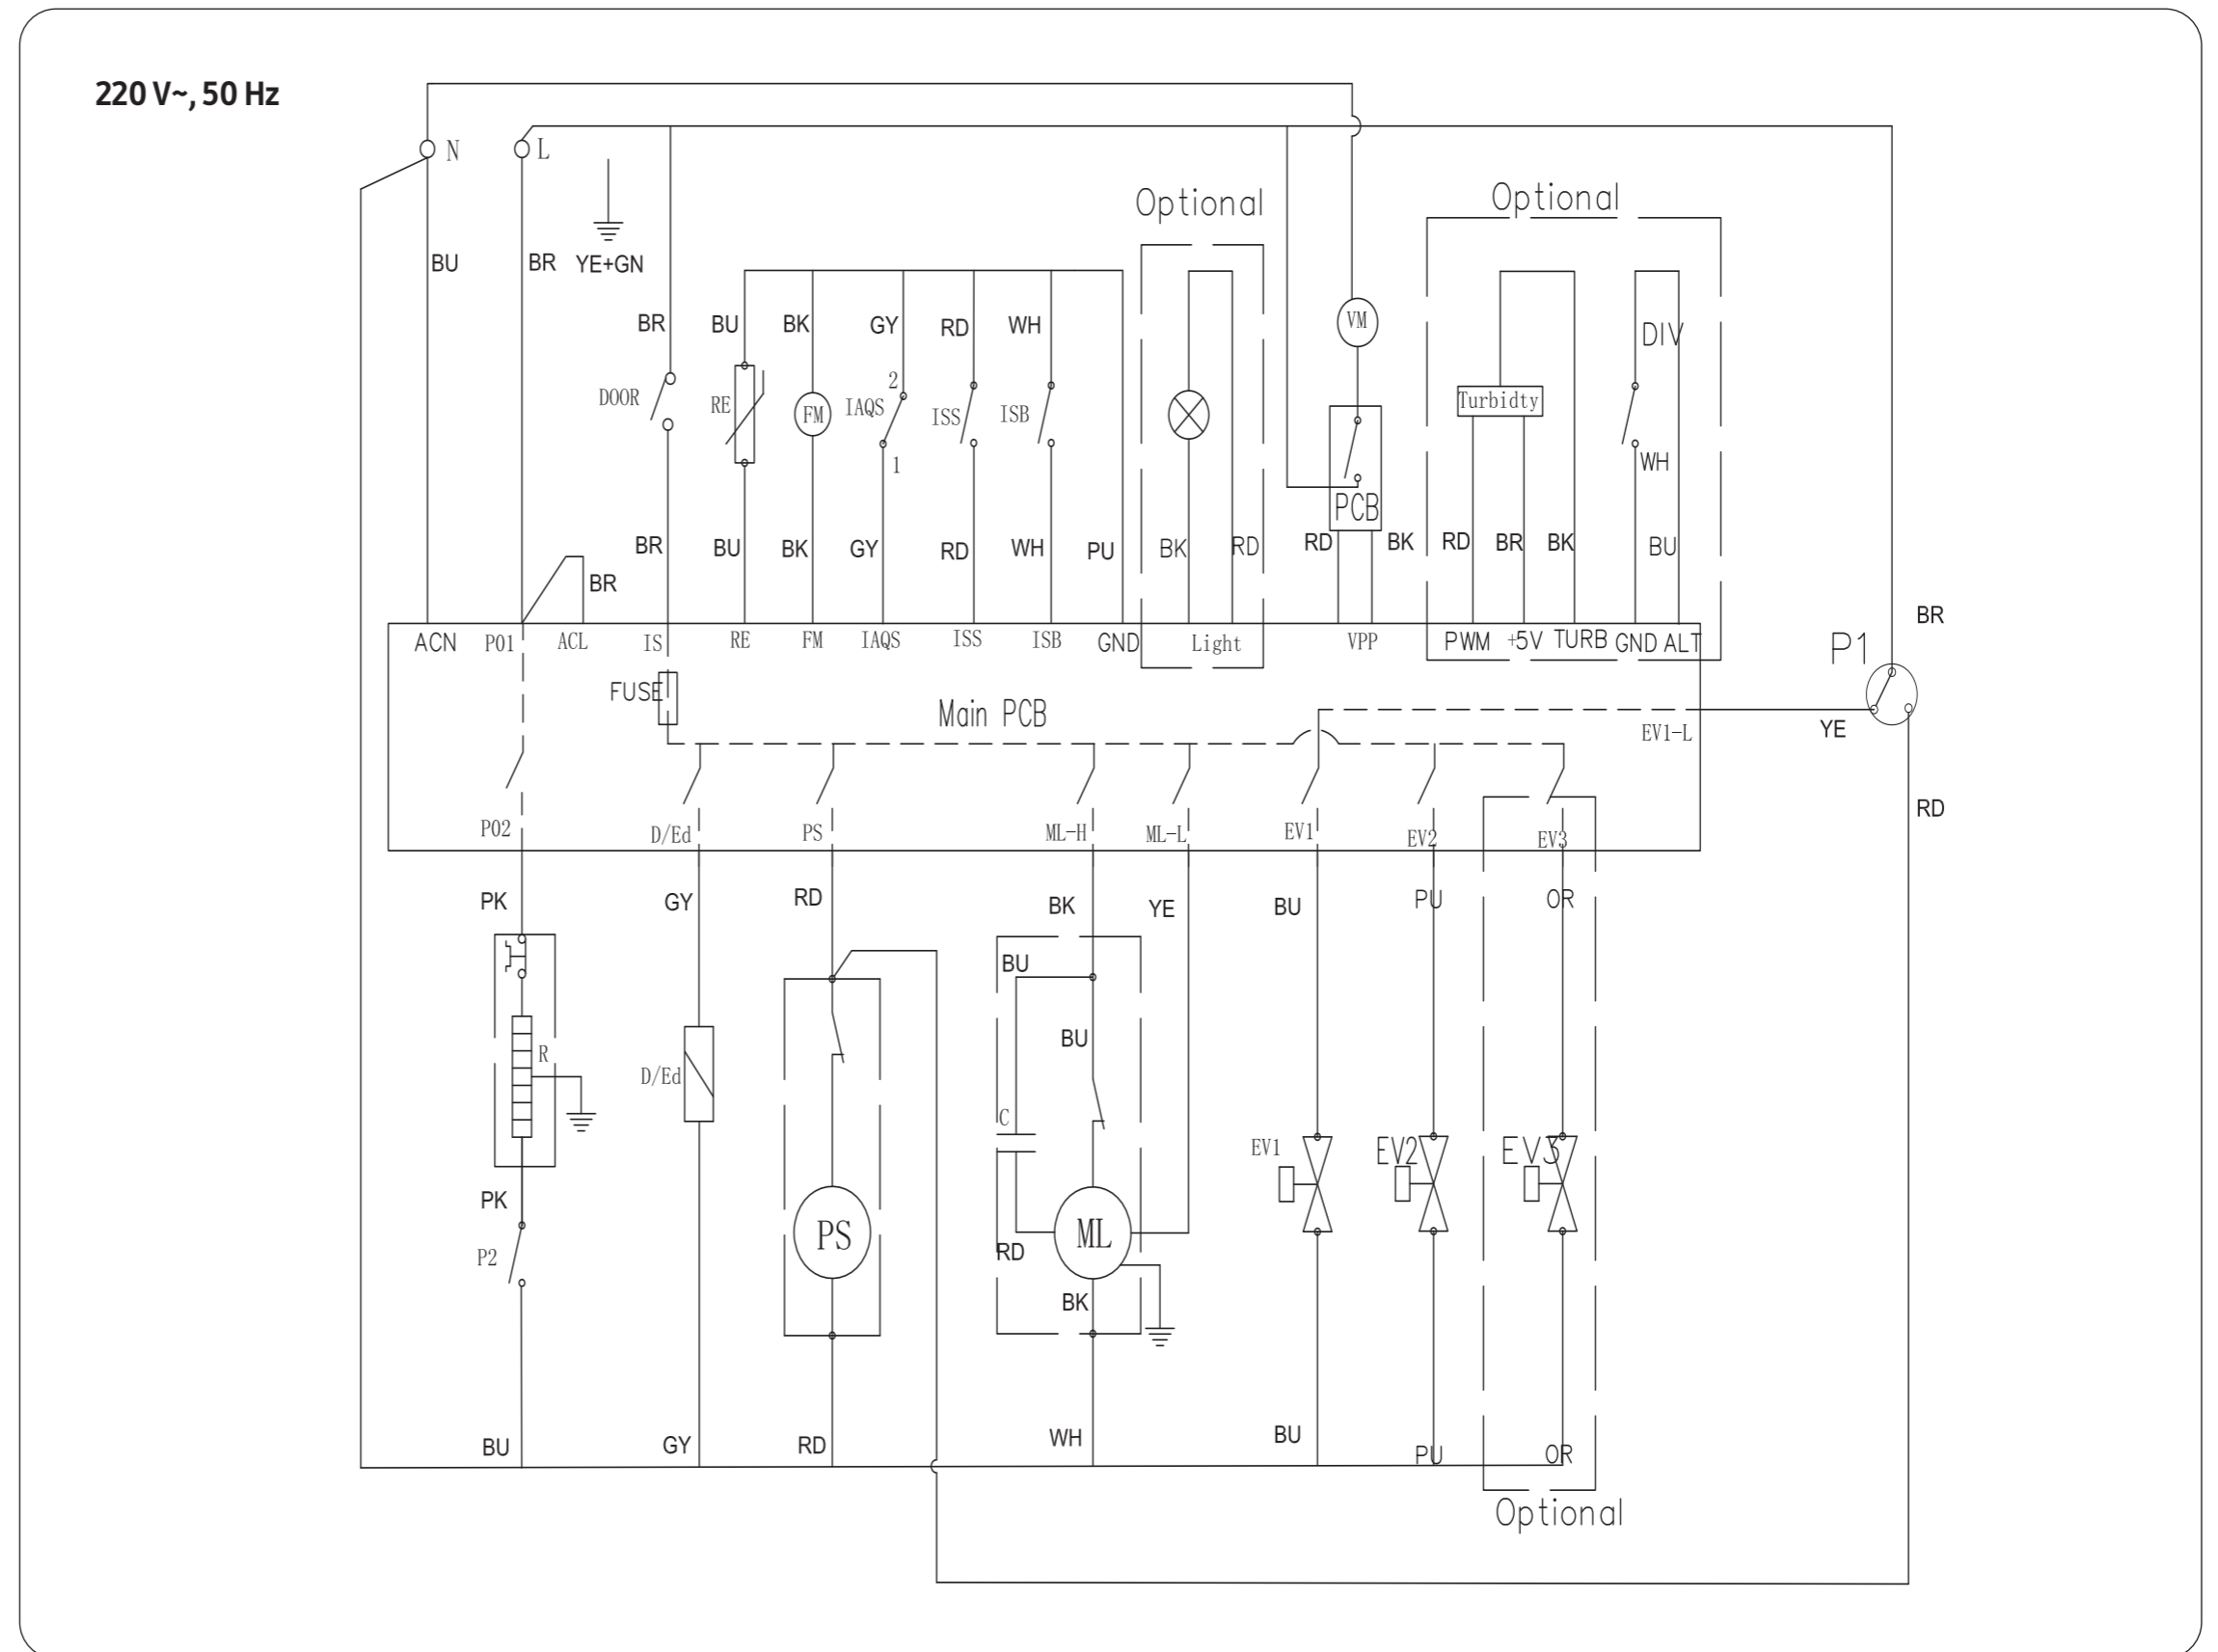 220 V~, 50 Hz
N
L
Optional
Optional
BU
BR
YE+GN
BR
BU
BK
GY
RD
WH
VM
DIV
DOOR
RE
FM
IAQS
2
1
ISS
ISB
Turbidty
WH
PCB
BR
BU
BK
GY
RD
WH
PU
BK
RD
RD
BK
RD
BR
BK
BU
BR
ACN
P01
ACL
IS
RE
FM
IAQS
ISS
ISB
GND
Light
VPP
PWM
+5V
TURB
GND
ALT
BR
P1
FUSE
Main PCB
EV1-L
YE
P02
D/Ed
PS
ML-H
ML-L
EV1
EV2
EV3
RD
PK
GY
RD
BK
YE
BU
PU
OR
BU
BU
R
D/Ed
C
EV1
EV2
EV3
PK
PS
ML
P2
RD
BK
BU
GY
RD
WH
BU
PU
OR
Optional